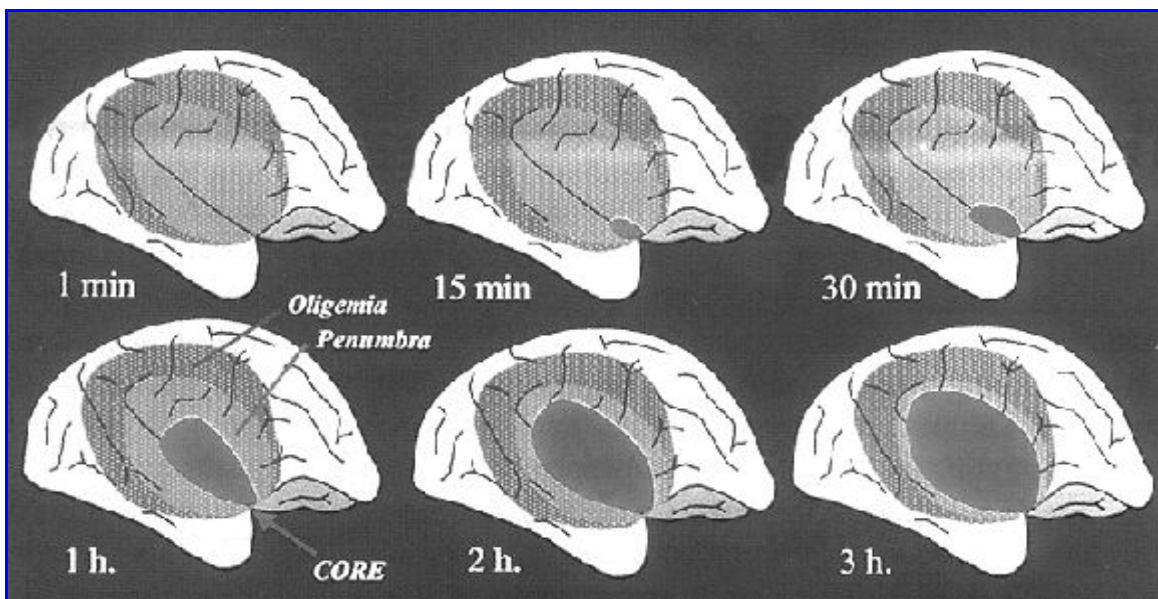 1 min
15 min
30 min
Oligemia
Penumbra
1 h.
CORE
2 h.
3 h.